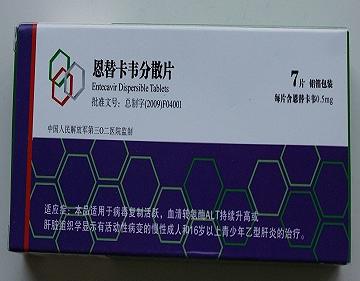 恩替卡韦分散片
Entecavir Dispersible Tablets
批准文号：总制字(2009)F04001
7片 铝箔包装
每片含恩替卡韦0.5mg
中国人民解放军第三〇二医院监制
适应症：本品适用于病毒复制活跃，血清转氨酶ALT持续升高或
肝脏组织学显示有活动性病变的慢性成人和16岁以上青少年乙型肝炎的治疗。